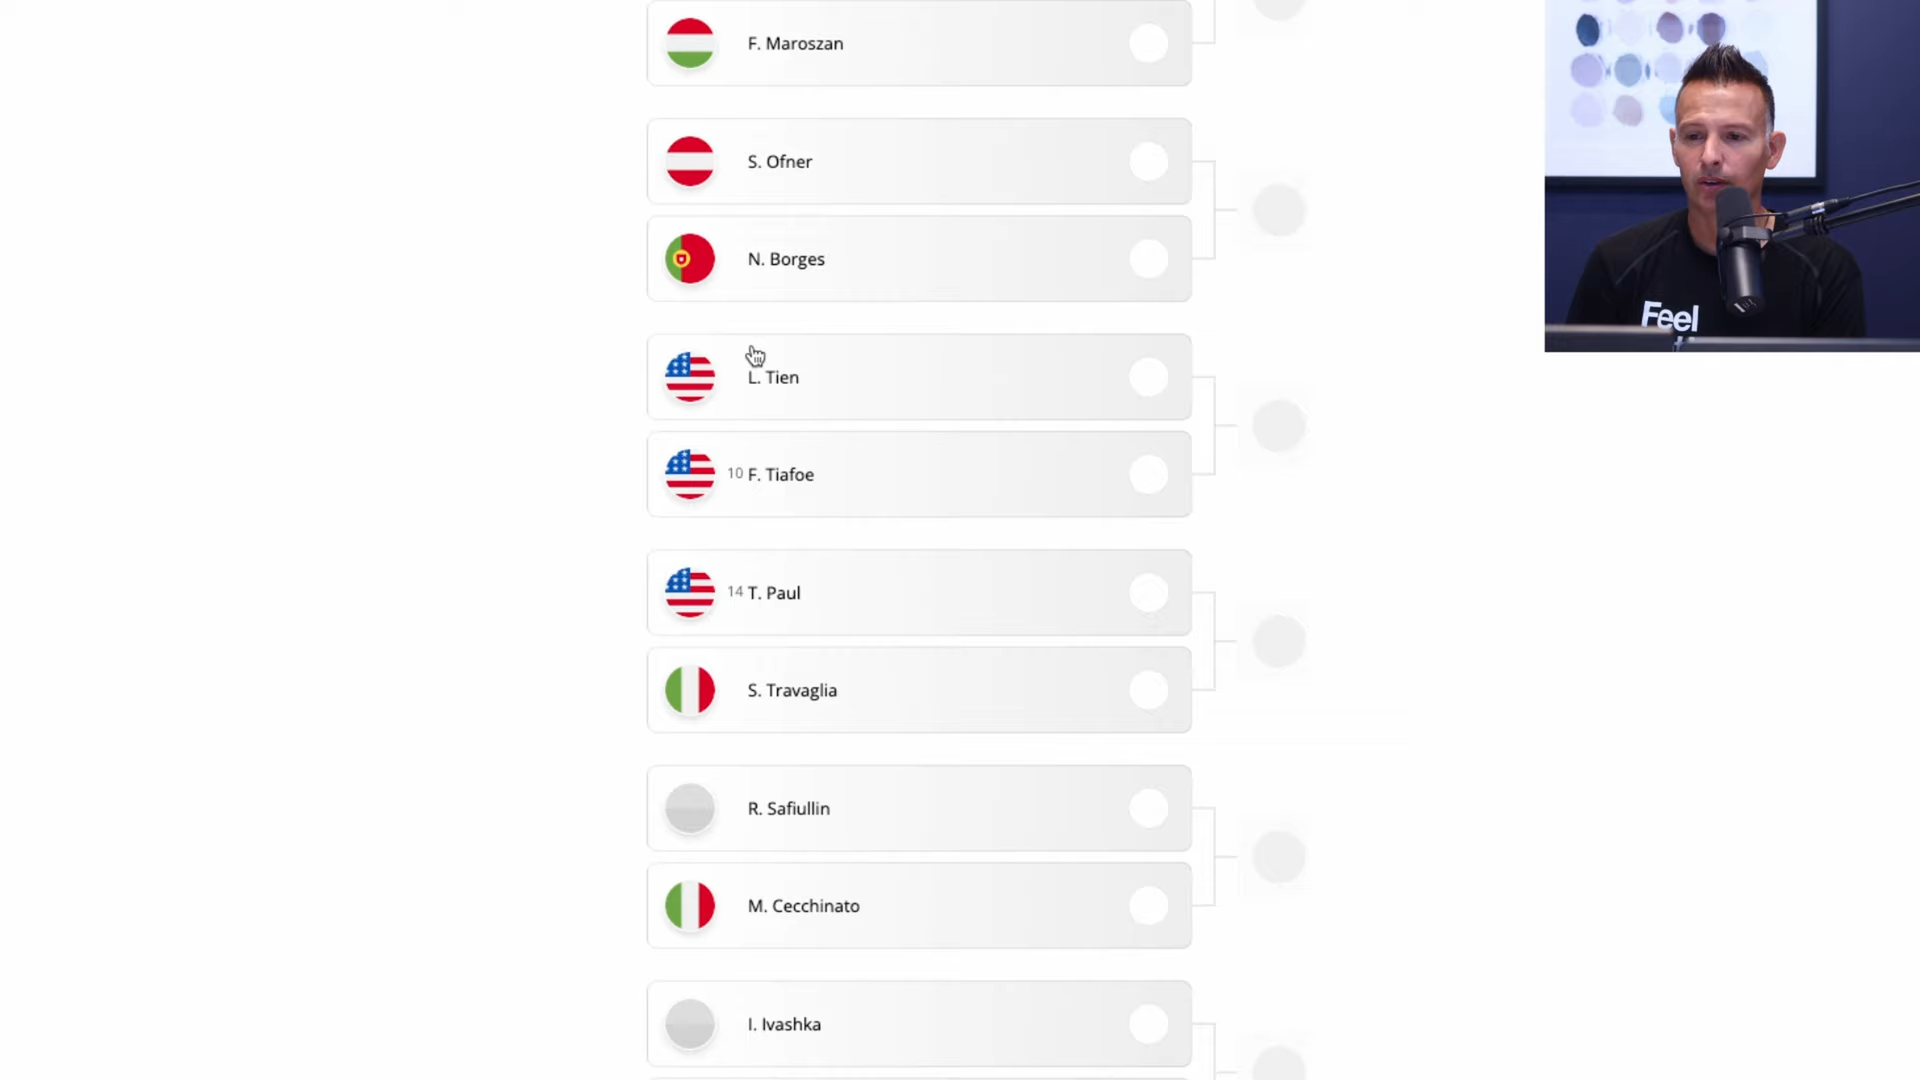 F. Maroszan
S. Ofner
N. Borges
L. Tien
10 F. Tiafoe
14 T. Paul
S. Travaglia
R. Safiullin
M. Cecchinato
I. Ivashka
Feel